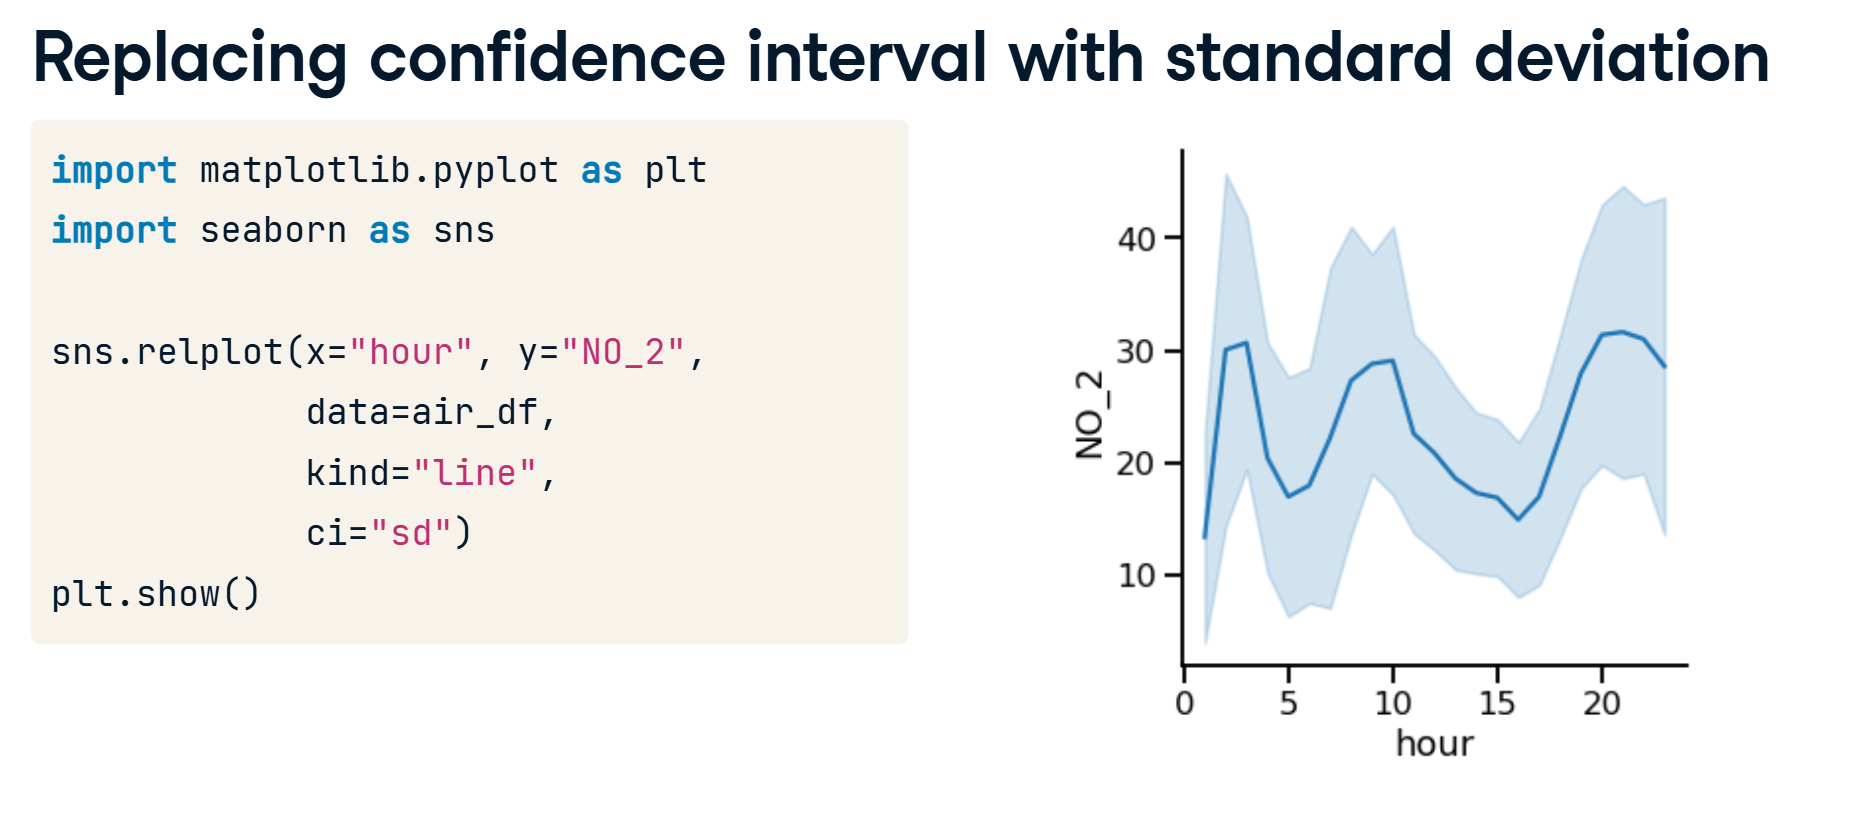 Replacing confidence interval with standard deviation
import matplotlib.pyplot as plt
import seaborn as sns
sns.relplot(x="hour", y="NO_2",
data=air_df,
kind="line",
ci="sd")
plt.show()
40
30
20
10
NO_2
0 5 10 15 20
hour